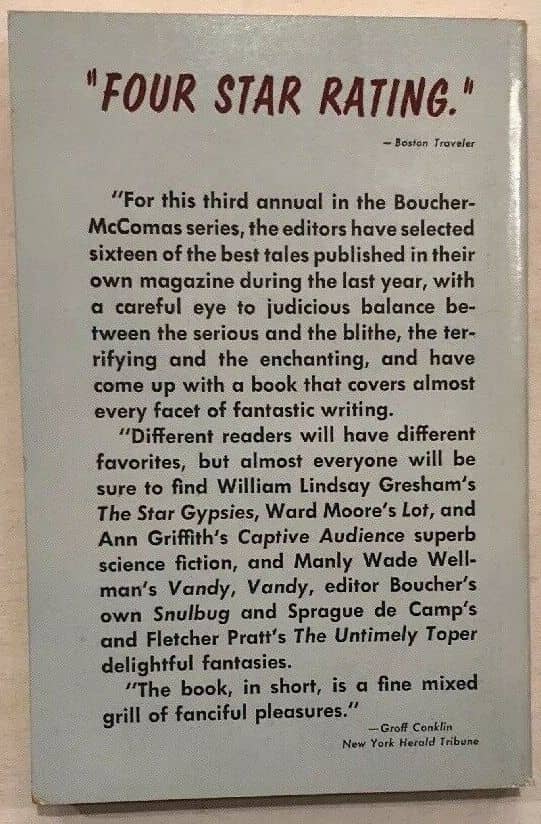 "FOUR STAR RATING."
— Boston Traveler
"For this third annual in the Boucher-
McComas series, the editors have selected
sixteen of the best tales published in their
own magazine during the last year, with
a careful eye to judicious balance be-
tween the serious and the blithe, the ter-
rifying and the enchanting, and have
come up with a book that covers almost
every facet of fantastic writing.
"Different readers will have different
favorites, but almost everyone will be
sure to find William Lindsay Gresham's
The Star Gypsies, Ward Moore's Lot, and
Ann Griffith's Captive Audience superb
science fiction, and Manly Wade Well-
man's Vandy, Vandy, editor Boucher's
own Snulbug and Sprague de Camp's
and Fletcher Pratt's The Untimely Toper
delightful fantasies.
"The book, in short, is a fine mixed
grill of fanciful pleasures."
—Groff Conklin
New York Herald Tribune